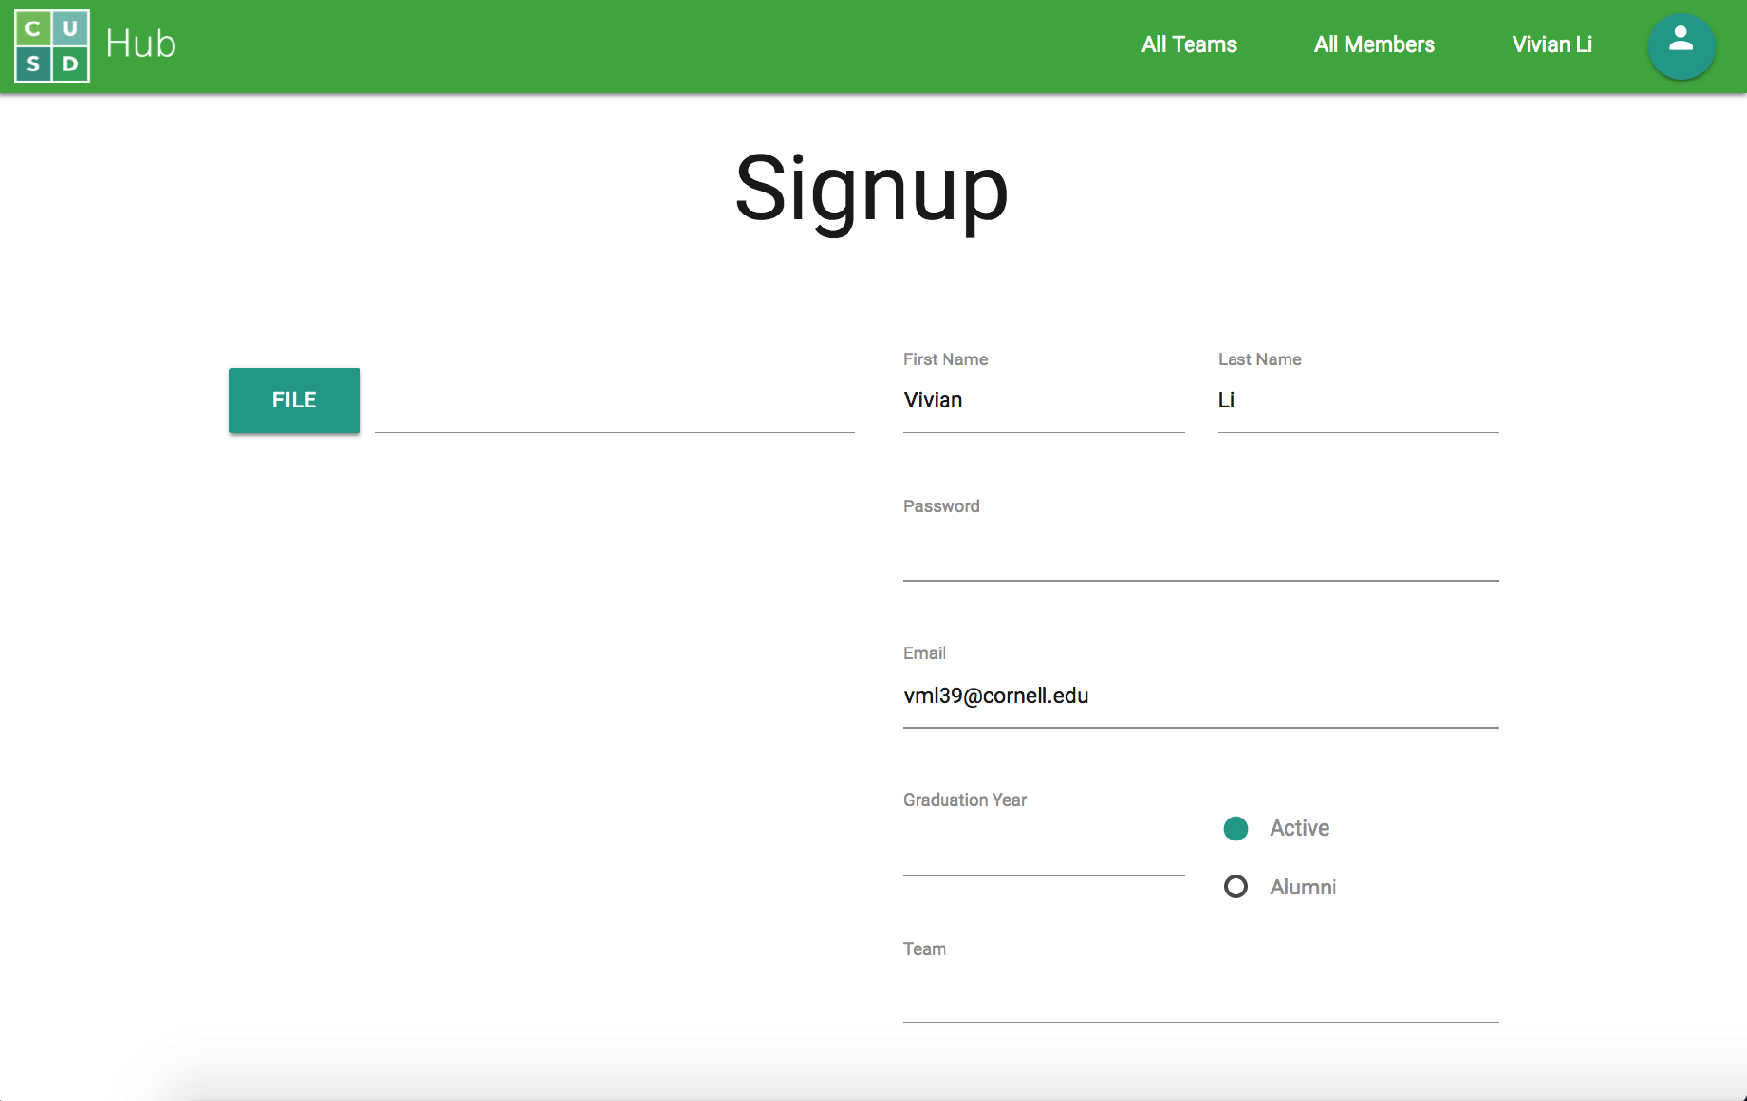 C U
S D
Hub
All Teams
All Members
Vivian Li
Signup
FILE
First Name
Last Name
Vivian
Li
Password
Email
vml39@cornell.edu
Graduation Year
Active
Alumni
Team